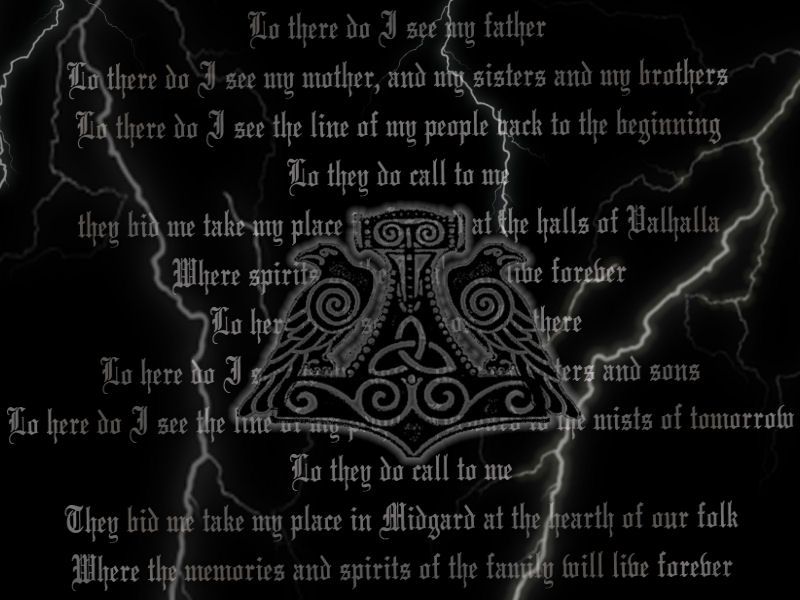 Lo there do I see my father
Lo there do I see my mother, and my sisters and my brothers
Lo there do I see the line of my people back to the beginning
Lo they do call to me
they bid me take my place at the halls of Valhalla
Where spirits live forever
Lo here there
Lo here do I and sons
Lo here do I see the line of my to the mists of tomorrow
Lo they do call to me
They bid me take my place in Midgard at the hearth of our folk
Where the memories and spirits of the family will live forever